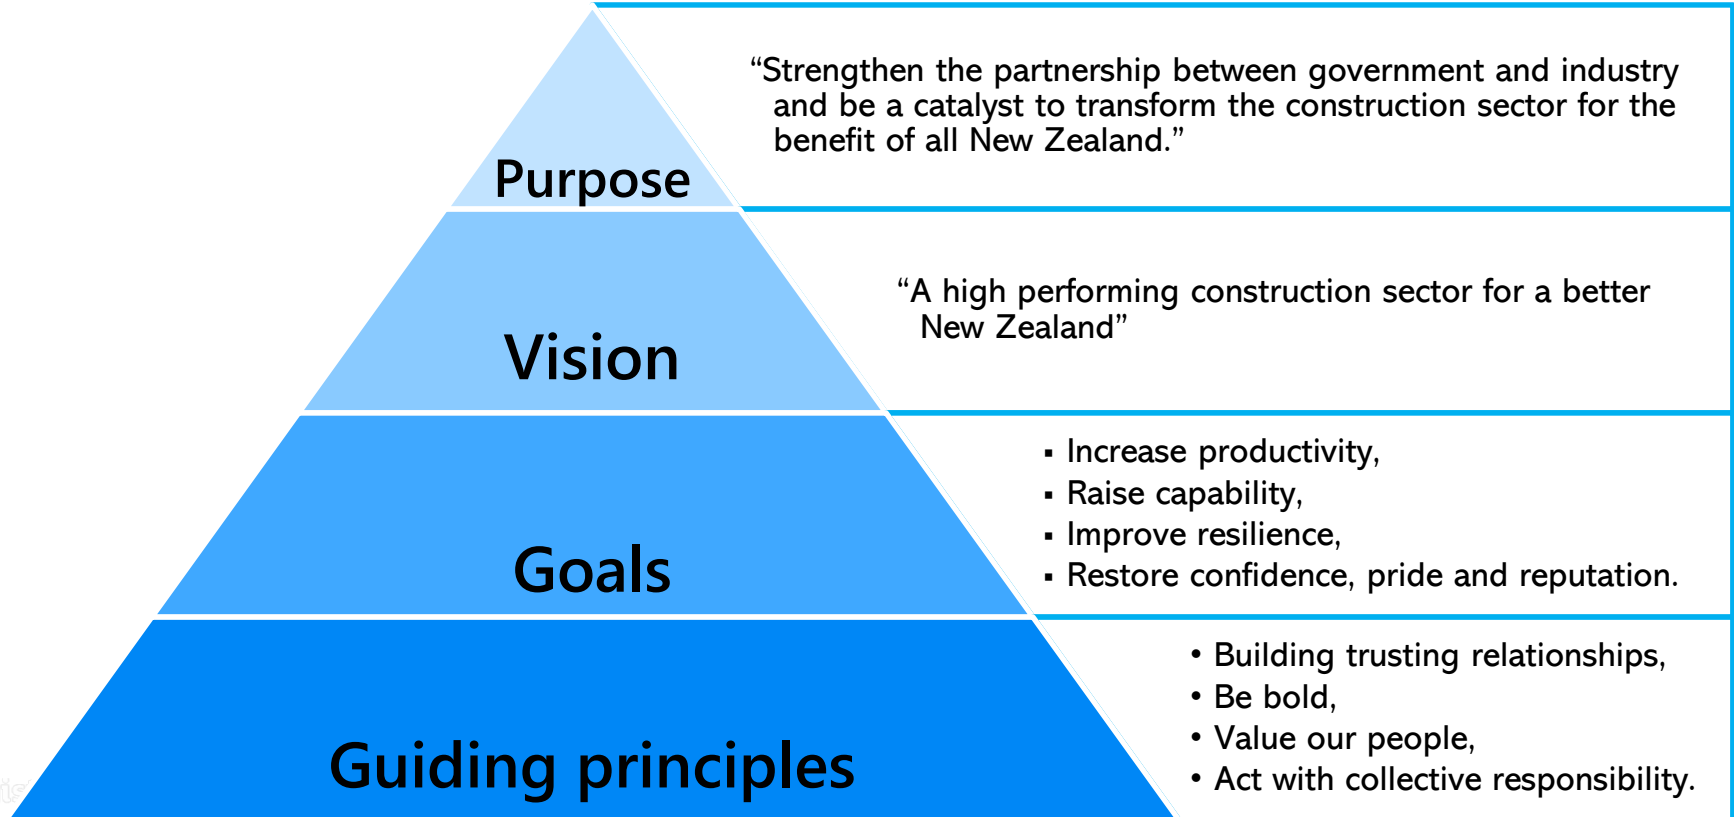 “Strengthen the partnership between government and industry
and be a catalyst to transform the construction sector for the
benefit of all New Zealand.”
Purpose
“A high performing construction sector for a better
New Zealand”
Vision
▪ Increase productivity,
▪ Raise capability,
▪ Improve resilience,
▪ Restore confidence, pride and reputation.
Goals
• Building trusting relationships,
• Be bold,
• Value our people,
• Act with collective responsibility.
Guiding principles